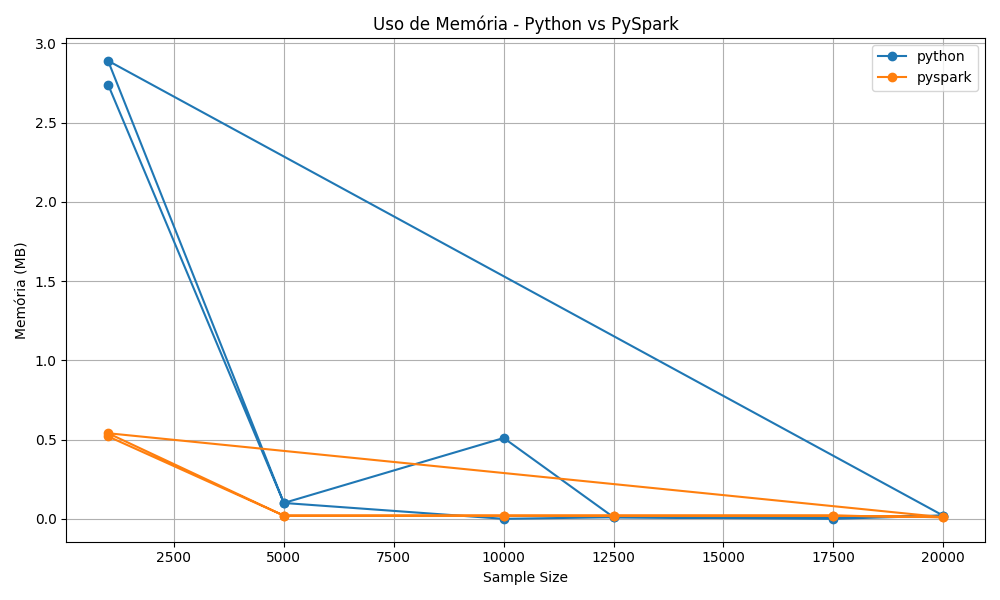 Uso de Memória - Python vs PySpark
python
pyspark
Memória (MB)
3.0
2.5
2.0
1.5
1.0
0.5
0.0
2500 5000 7500 10000 12500 15000 17500 20000
Sample Size